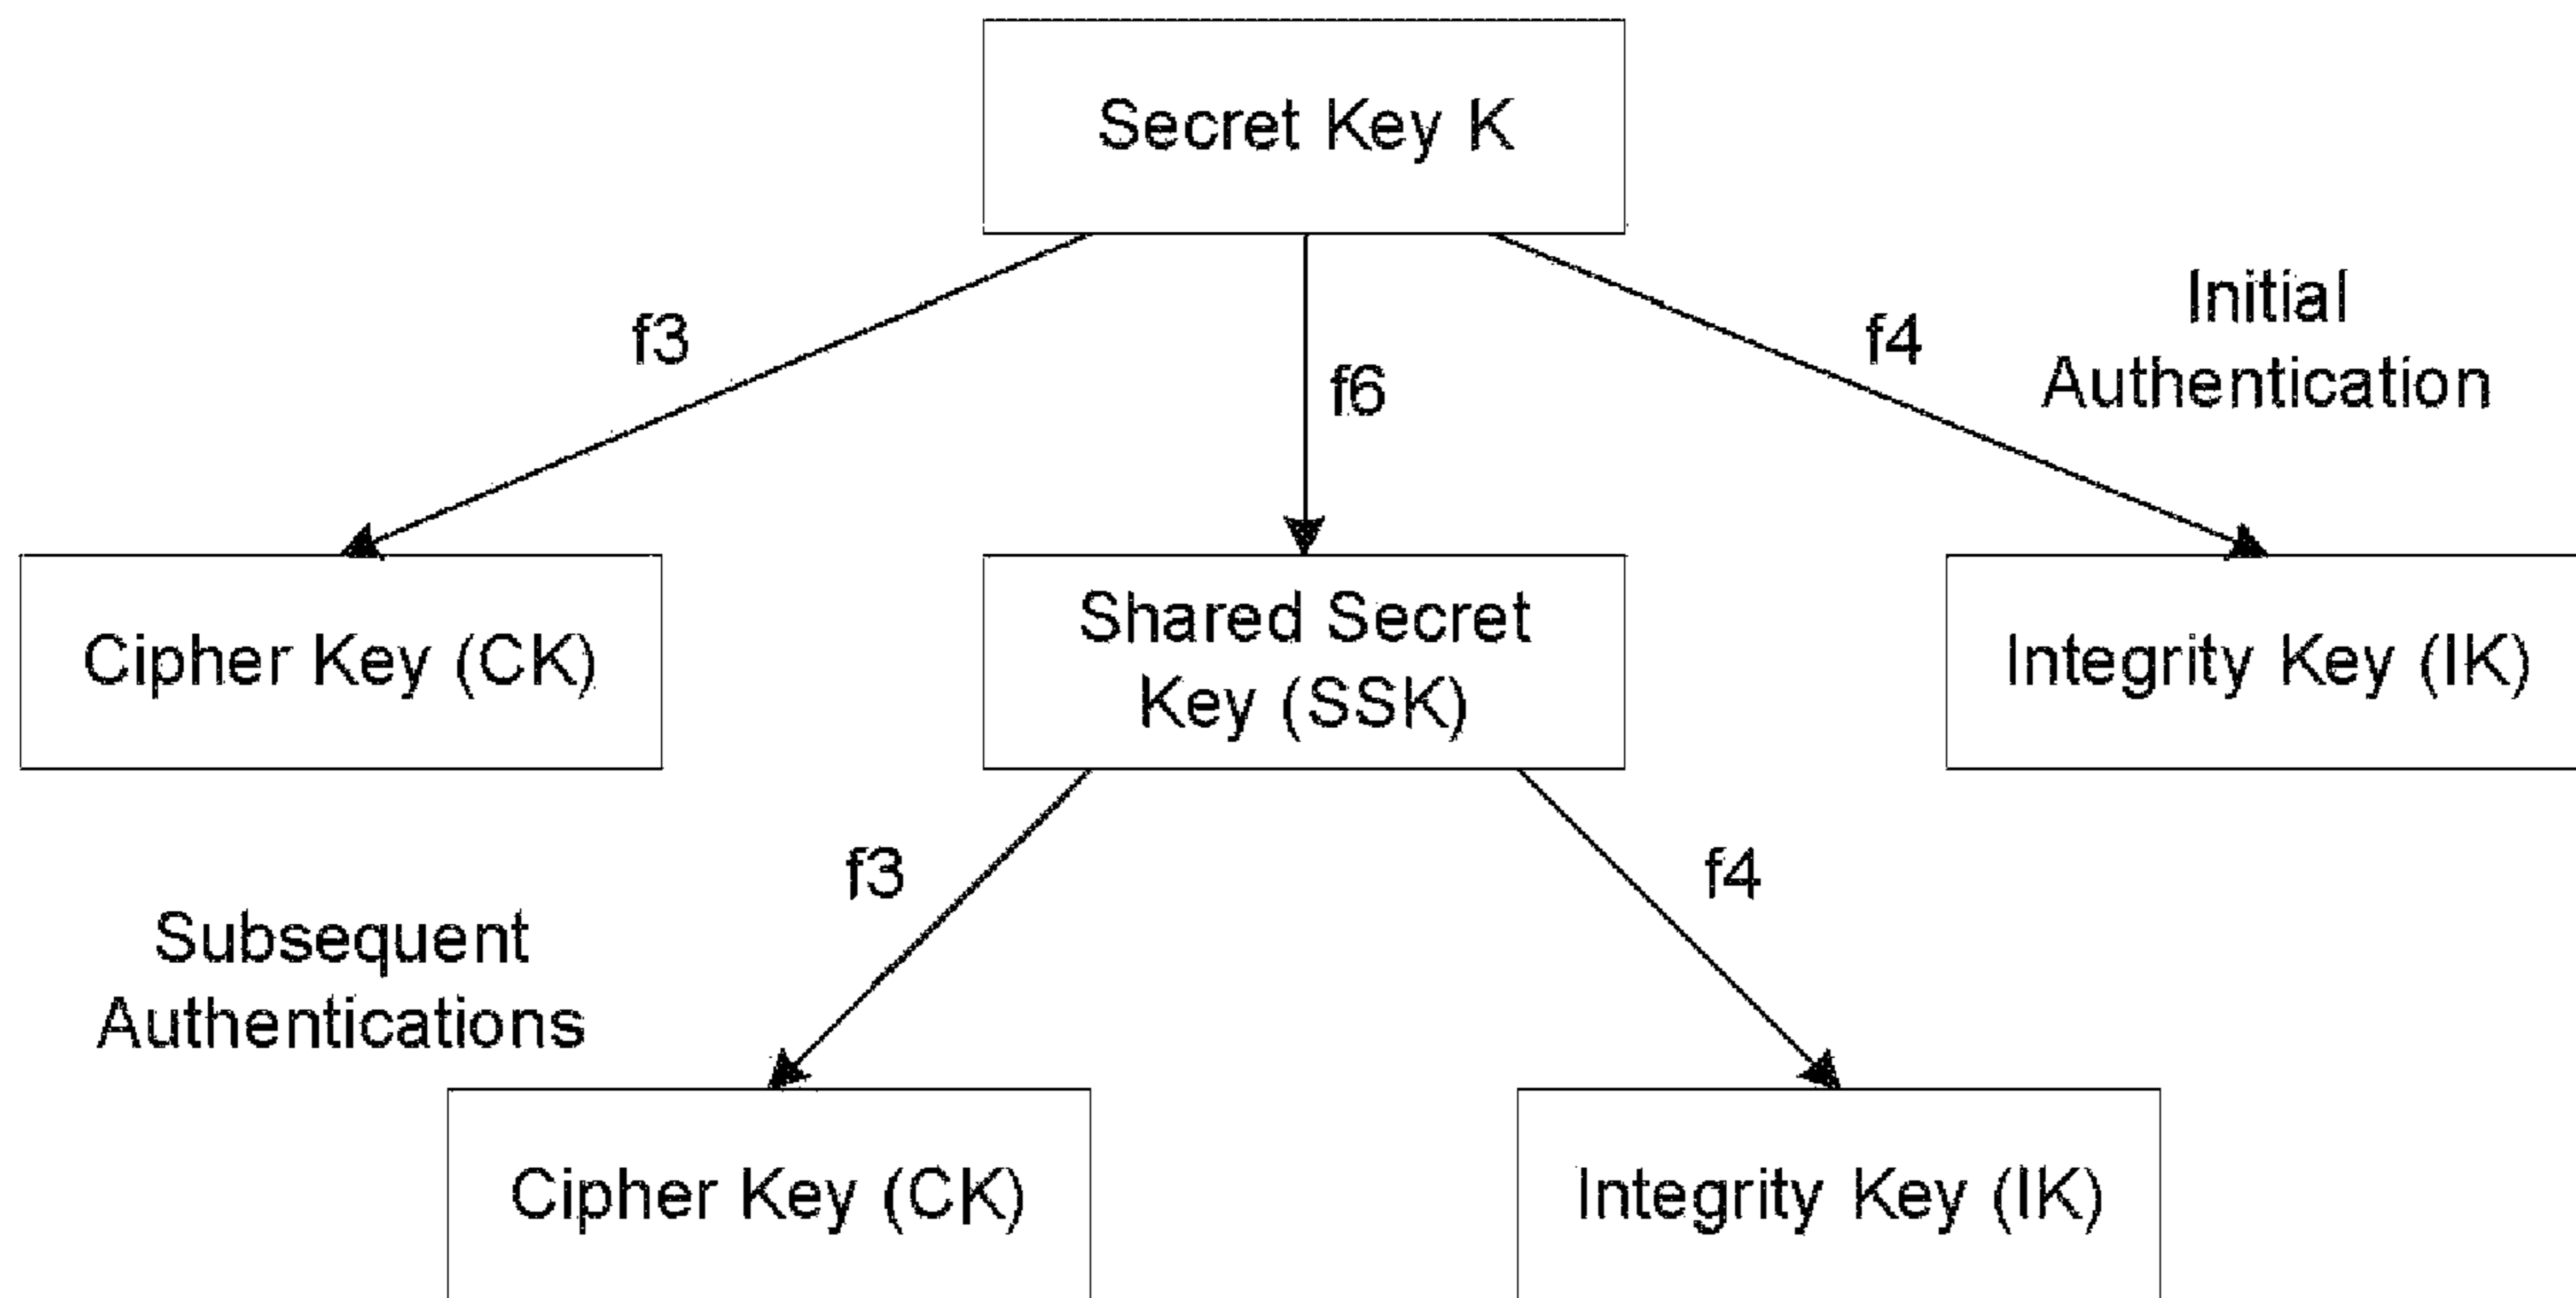 Secret Key K
f3
f6
f4
Initial
Authentication
Cipher Key (CK)
Shared Secret
Key (SSK)
Integrity Key (IK)
f3
f4
Subsequent
Authentications
Cipher Key (CK)
Integrity Key (IK)